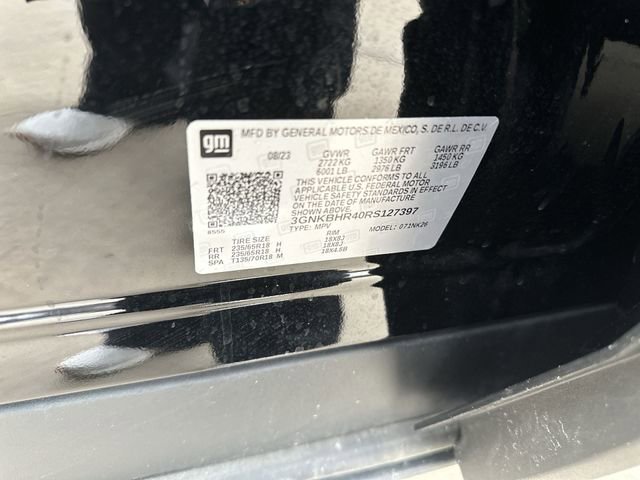 gm
MFD BY GENERAL MOTORS DE MEXICO, S. DE R.L. DE C.V.
08/23 GVWR GAWR FRT GAWR RR
2722 KG 1350 KG 1450 KG
6001 LB 2976 LB 3196 LB
THIS VEHICLE CONFORMS TO ALL
APPLICABLE U.S. FEDERAL MOTOR
VEHICLE SAFETY STANDARDS IN EFFECT
ON THE DATE OF MANUFACTURE
SHOWN ABOVE
3GNKBHR40RS127397
TYPE: MPV MODEL: 071NK26
8555
TIRE SIZE RIM
FRT 235/65R18 H 18X8J
RR 235/65R18 H 18X8J
SPA T135/70R18 M 18X4.5B